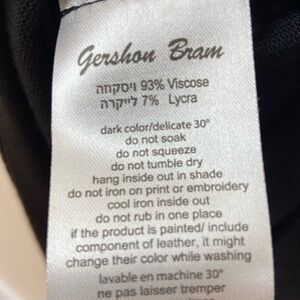 Gershon Bram
ויסקוזה 93% Viscose
לייקרה 7% Lycra
dark color/delicate 30°
do not soak
do not squeeze
do not tumble dry
hang inside out in shade
do not iron on print or embroidery
cool iron inside out
do not rub in one place
if the product is painted/ include
component of leather, it might
change their color while washing
lavable en machine 30°
ne pas laisser tremper